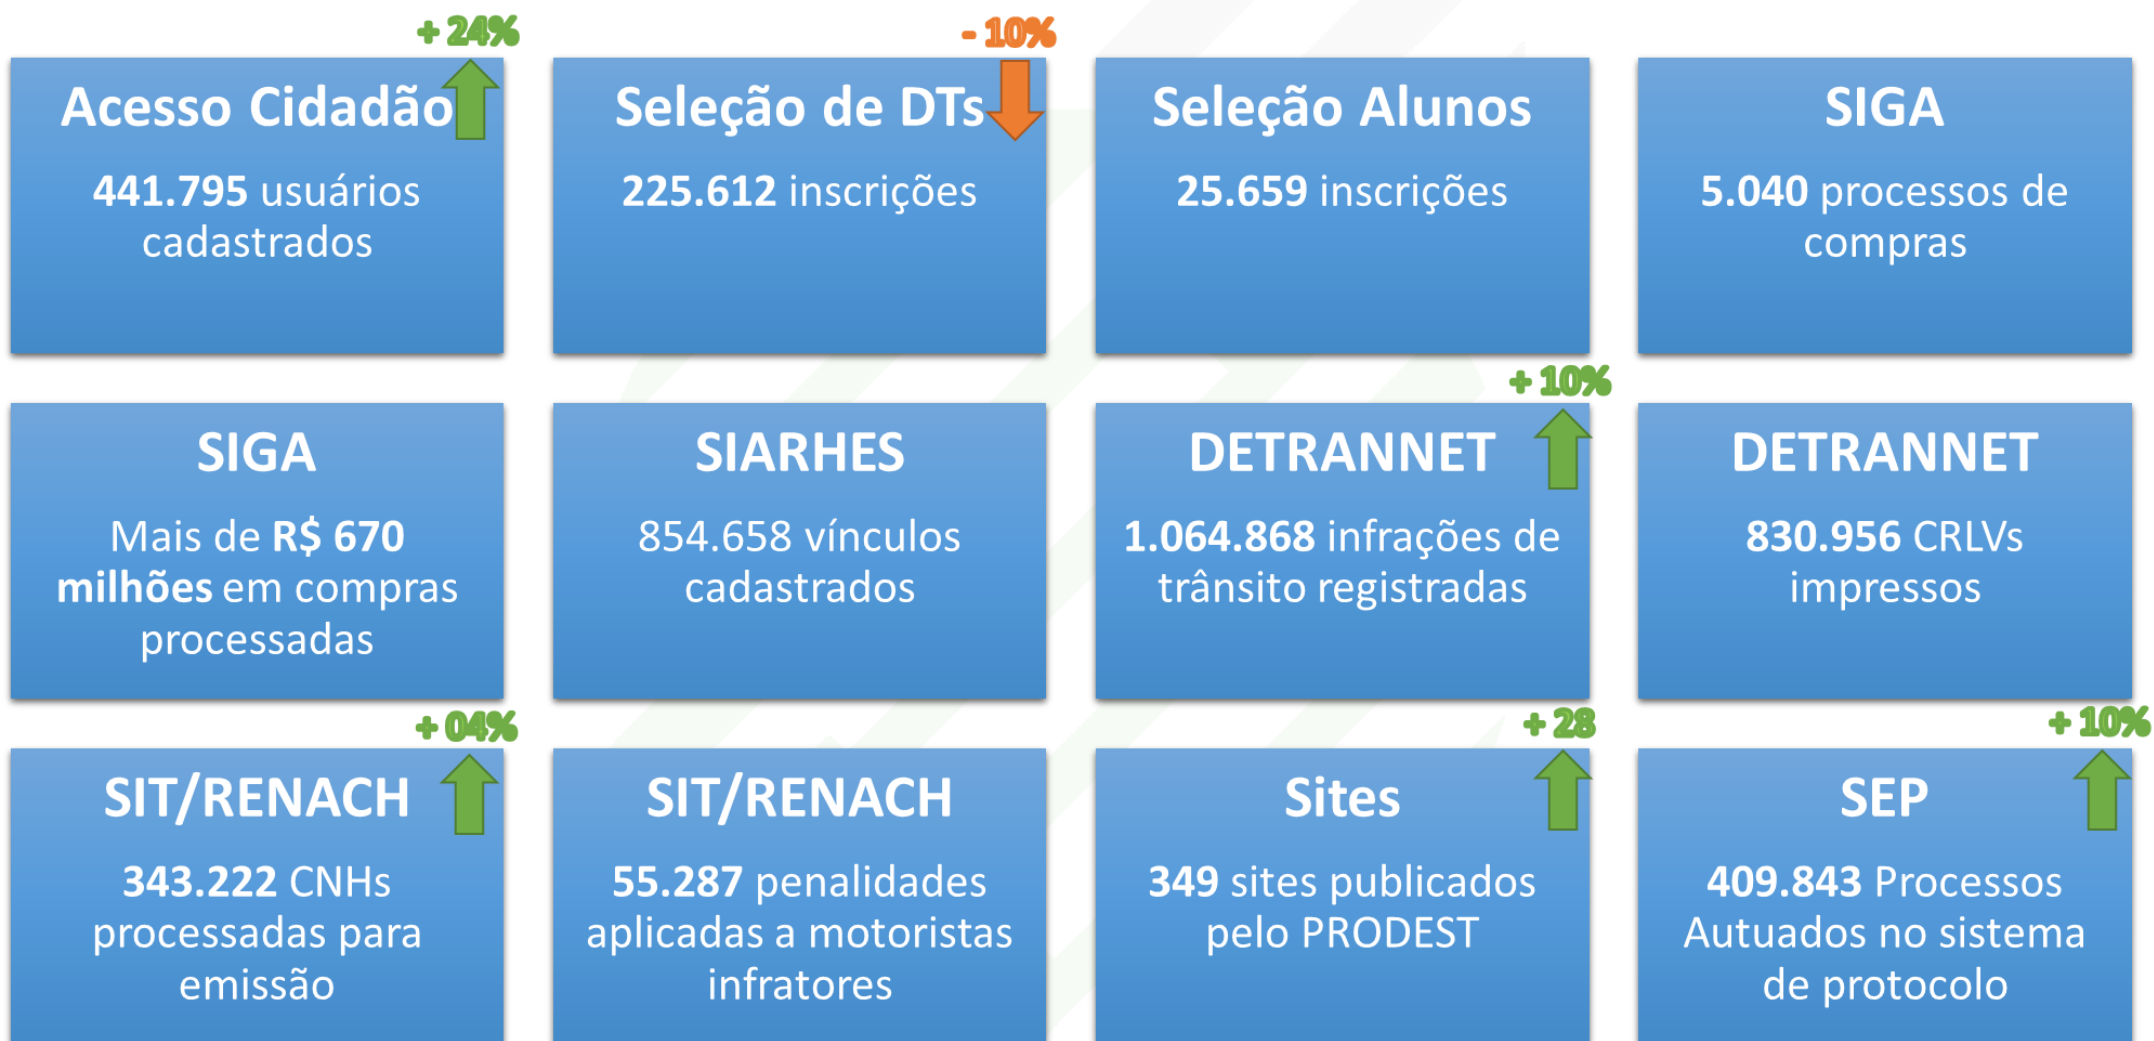 + 24%
Acesso Cidadão
441.795 usuários
cadastrados
- 10%
Seleção de DTs
225.612 inscrições
Seleção Alunos
25.659 inscrições
SIGA
5.040 processos de
compras
SIGA
Mais de R$ 670
milhões em compras
processadas
SIARHES
854.658 vínculos
cadastrados
+ 10%
DETRANNET
1.064.868 infrações de
trânsito registradas
DETRANNET
830.956 CRLVs
impressos
+ 04%
SIT/RENACH
343.222 CNHs
processadas para
emissão
SIT/RENACH
55.287 penalidades
aplicadas a motoristas
infratores
+ 28
Sites
349 sites publicados
pelo PRODEST
+ 10%
SEP
409.843 Processos
Autuados no sistema
de protocolo